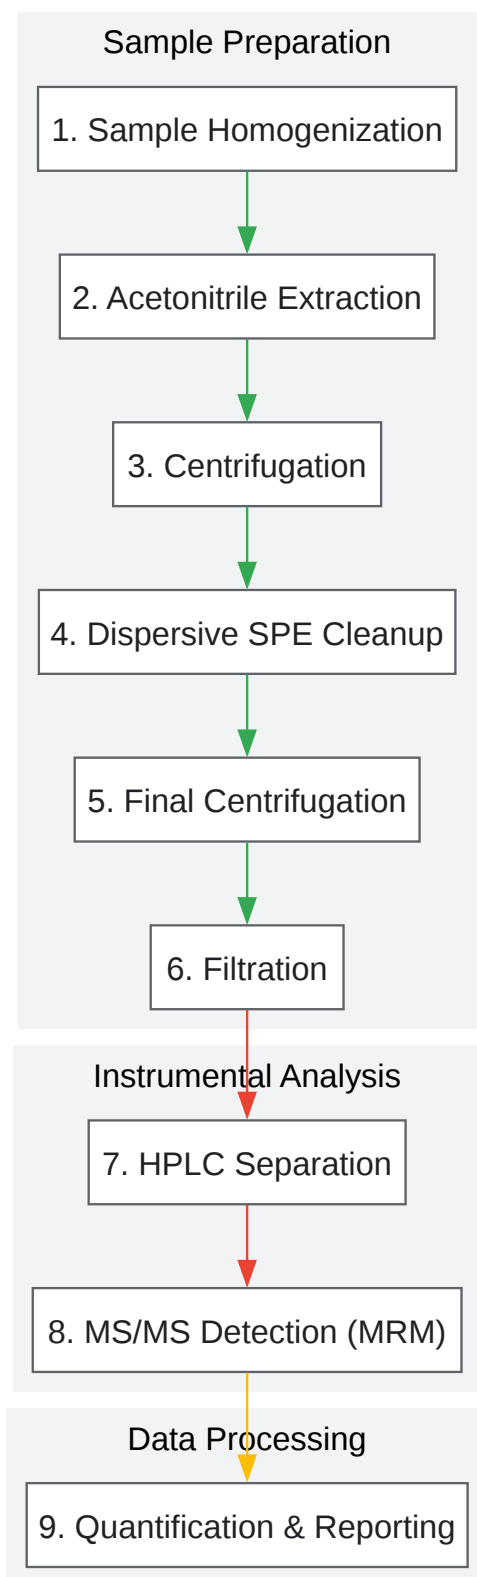 Sample Preparation
1. Sample Homogenization
2. Acetonitrile Extraction
3. Centrifugation
4. Dispersive SPE Cleanup
5. Final Centrifugation
6. Filtration
Instrumental Analysis
7. HPLC Separation
8. MS/MS Detection (MRM)
Data Processing
9. Quantification & Reporting